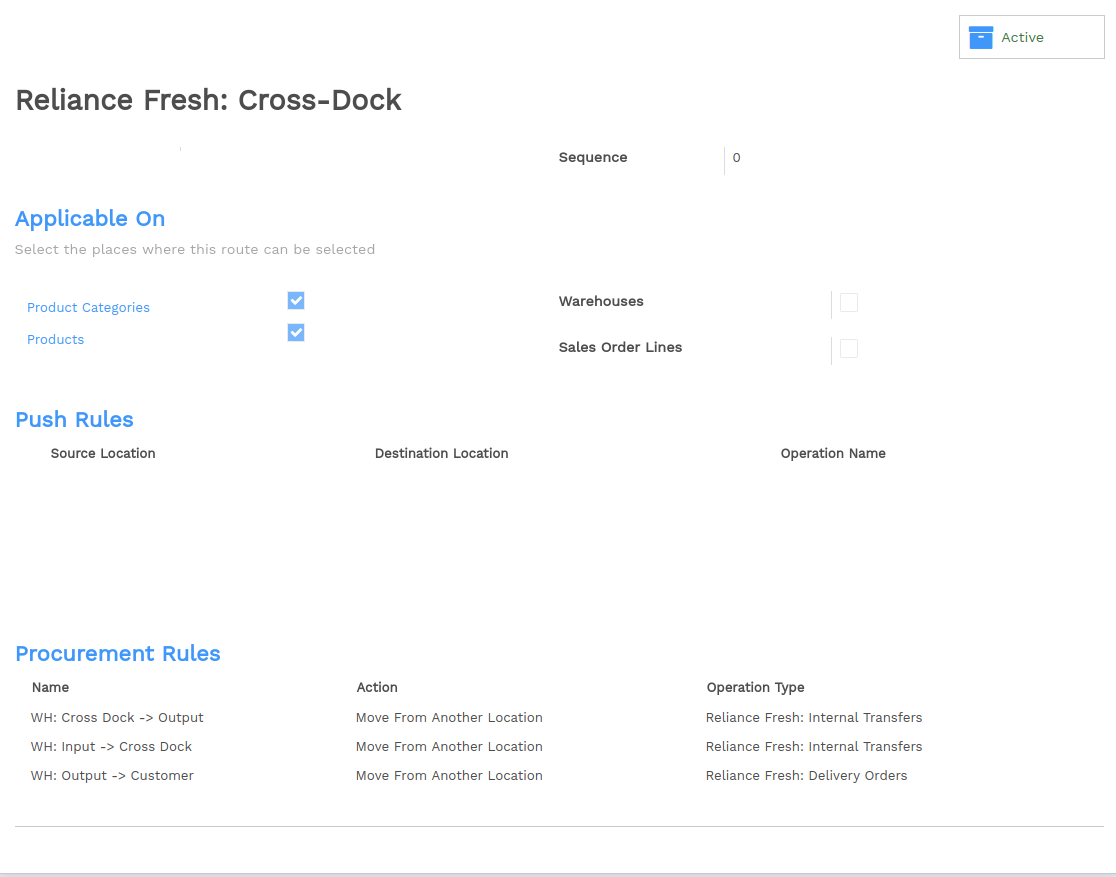 Active
Reliance Fresh: Cross-Dock
Sequence 0
Applicable On
Select the places where this route can be selected
Product Categories
Products
Warehouses
Sales Order Lines
Push Rules
Source Location Destination Location Operation Name
Procurement Rules
Name Action Operation Type
WH: Cross Dock -> Output Move From Another Location Reliance Fresh: Internal Transfers
WH: Input -> Cross Dock Move From Another Location Reliance Fresh: Internal Transfers
WH: Output -> Customer Move From Another Location Reliance Fresh: Delivery Orders